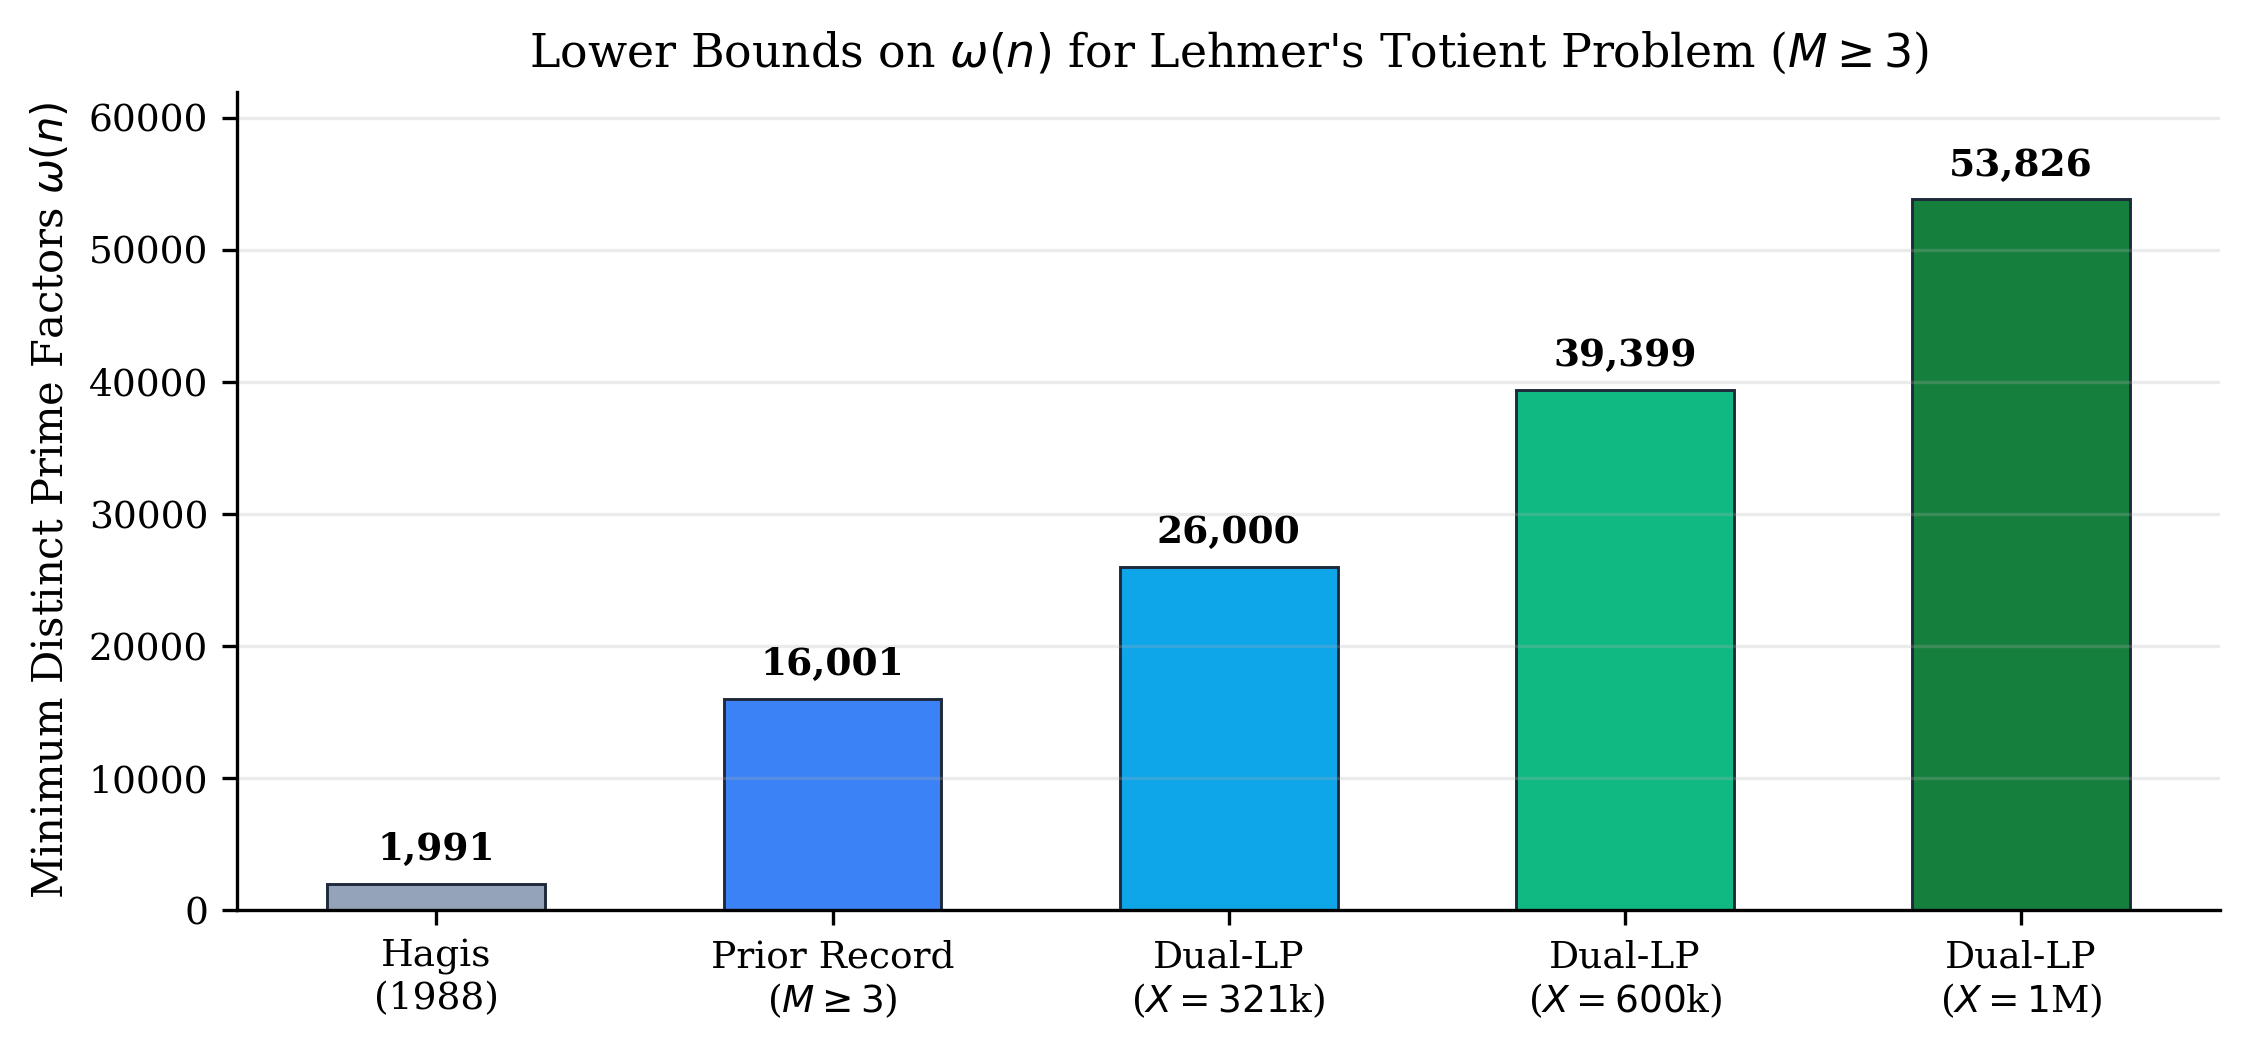 Lower Bounds on ω(n) for Lehmer's Totient Problem (M ≥ 3)
Minimum Distinct Prime Factors ω(n)
60000
50000
40000
30000
20000
10000
0
1,991
16,001
26,000
39,399
53,826
Hagis
(1988)
Prior Record
(M ≥ 3)
Dual-LP
(X = 321k)
Dual-LP
(X = 600k)
Dual-LP
(X = 1M)